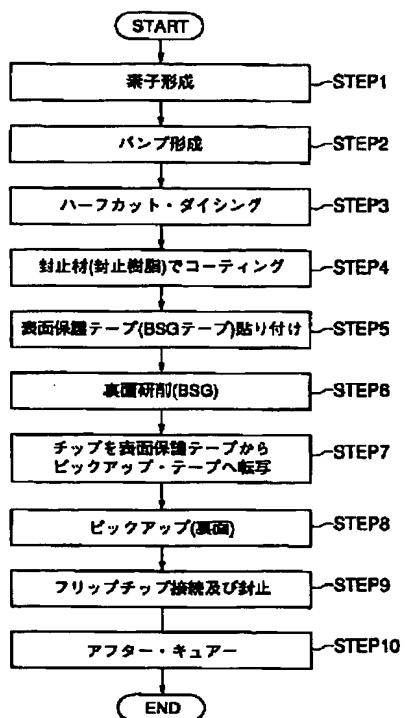 START
素子形成
STEP1
バンプ形成
STEP2
ハーフカット・ダイシング
STEP3
封止材(封止樹脂)でコーティング
STEP4
表面保護テープ(BSGテープ)貼り付け
STEP5
裏面研削(BSG)
STEP6
チップを表面保護テープから
ピックアップ・テープへ転写
STEP7
ピックアップ(裏面)
STEP8
フリップチップ接続及び封止
STEP9
アフター・キュアー
STEP10
END